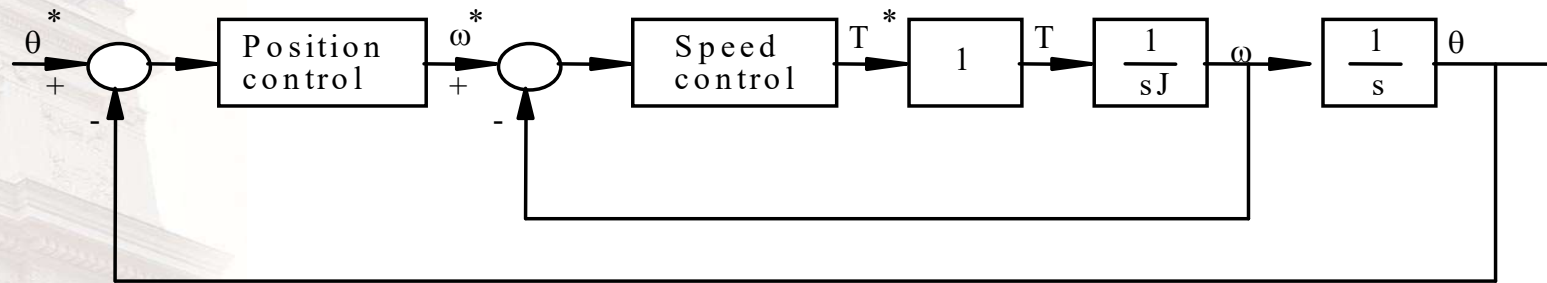 θ*
+
-
Position
control
ω*
+
-
Speed
control
T*
1
T
1
sJ
ω
1
s
θ